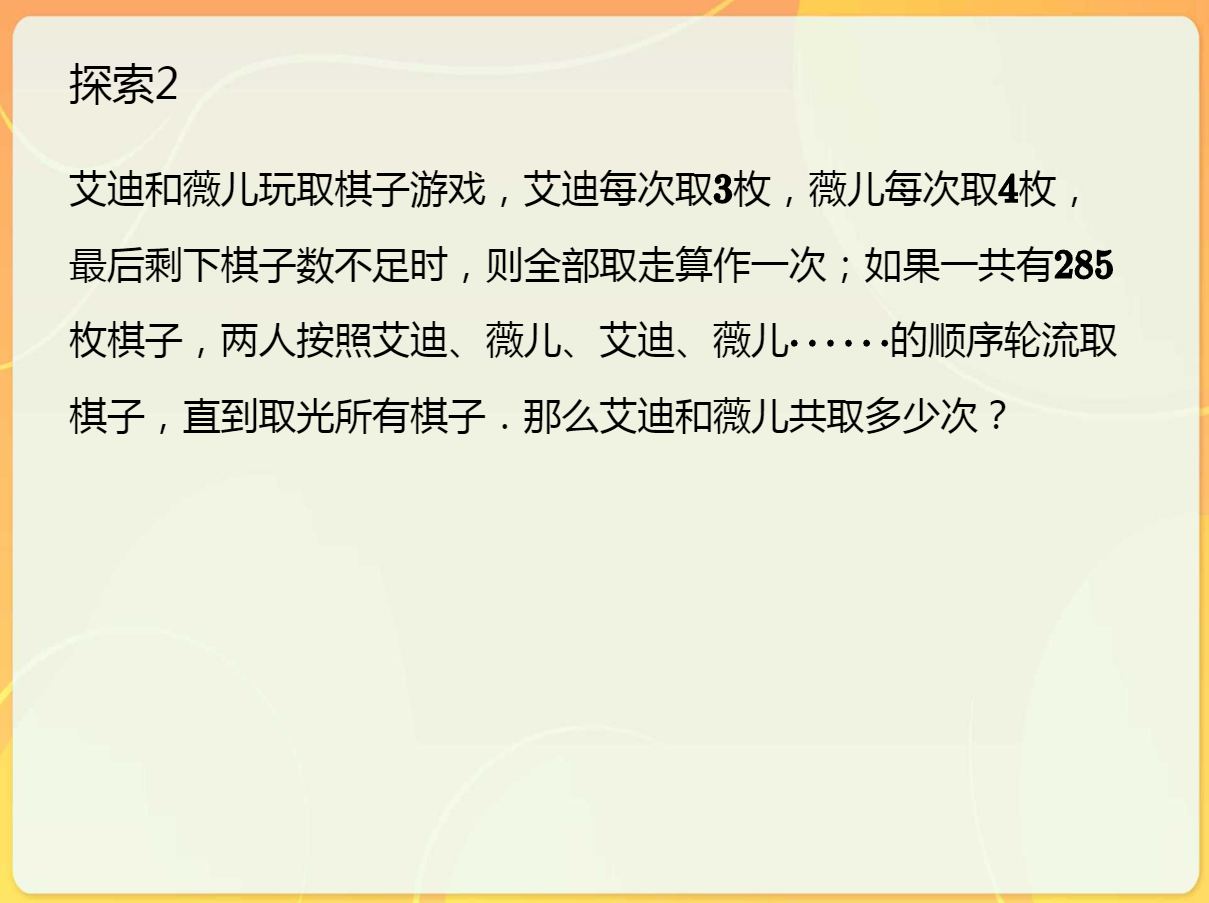 探索2
艾迪和薇儿玩取棋子游戏，艾迪每次取3枚，薇儿每次取4枚，
最后剩下棋子数不足时，则全部取走算作一次；如果一共有285
枚棋子，两人按照艾迪、薇儿、艾迪、薇儿······的顺序轮流取
棋子，直到取光所有棋子．那么艾迪和薇儿共取多少次？